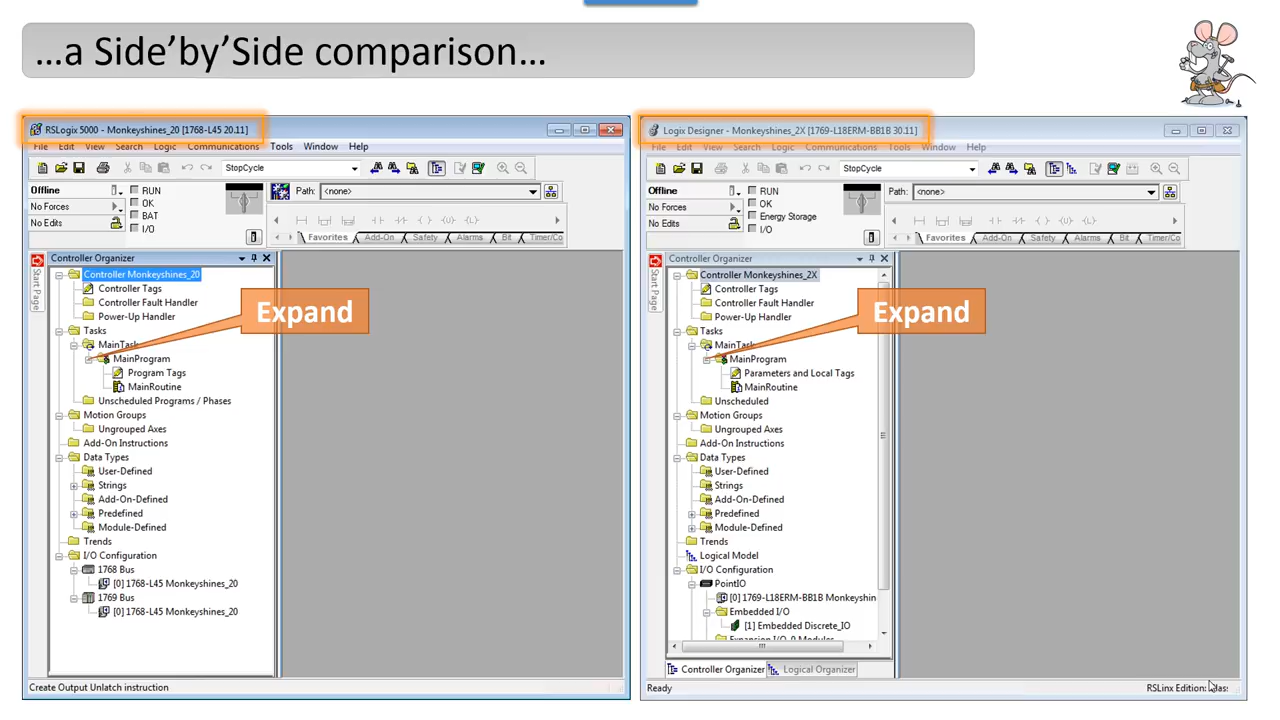 ...a Side'by'Side comparison...
RSLogix 5000 - Monkeyshines_20 [1768-L45 20.11]
File Edit View Search Logic Communications Tools Window Help
StopCycle
Offline
RUN
Path: <none>
No Forces
OK
BAT
No Edits
I/O
Favorites Add-On Safety Alarms Bit Timer/Co
Start Page
Controller Organizer
Controller Monkeyshines_20
Controller Tags
Controller Fault Handler
Power-Up Handler
Expand
Tasks
MainTask
MainProgram
Program Tags
MainRoutine
Unscheduled Programs / Phases
Motion Groups
Ungrouped Axes
Add-On Instructions
Data Types
User-Defined
Strings
Add-On-Defined
Predefined
Module-Defined
Trends
I/O Configuration
1768 Bus
[0] 1768-L45 Monkeyshines_20
1769 Bus
[0] 1768-L45 Monkeyshines_20
Create Output Unlatch instruction
Logix Designer - Monkeyshines_2X [1769-L18ERM-BB1B 30.11]
File Edit View Search Logic Communications Tools Window Help
StopCycle
Offline
RUN
Path: <none>
No Forces
OK
Energy Storage
No Edits
I/O
Favorites Add-On Safety Alarms Bit Timer/Co
Start Page
Controller Organizer
Controller Monkeyshines_2X
Controller Tags
Controller Fault Handler
Power-Up Handler
Expand
Tasks
MainTask
MainProgram
Parameters and Local Tags
MainRoutine
Unscheduled
Motion Groups
Ungrouped Axes
Add-On Instructions
Data Types
User-Defined
Strings
Add-On-Defined
Predefined
Module-Defined
Trends
Logical Model
I/O Configuration
PointIO
[0] 1769-L18ERM-BB1B Monkeyshin
Embedded I/O
[1] Embedded Discrete_IO
Expansion I/O, 0 Modules
Controller Organizer Logical Organizer
Ready
RSLinx Edition: